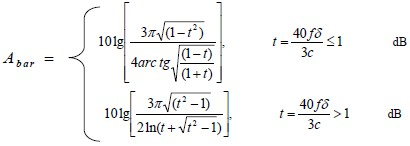 10lg[3π√(1-t²) / 4arc tg√((1-t)/(1+t))], t = 40fδ/3c ≤1 dB
A_bar =
10lg[3π√(t²-1) / 2ln(t+√t²-1)], t = 40fδ/3c >1 dB